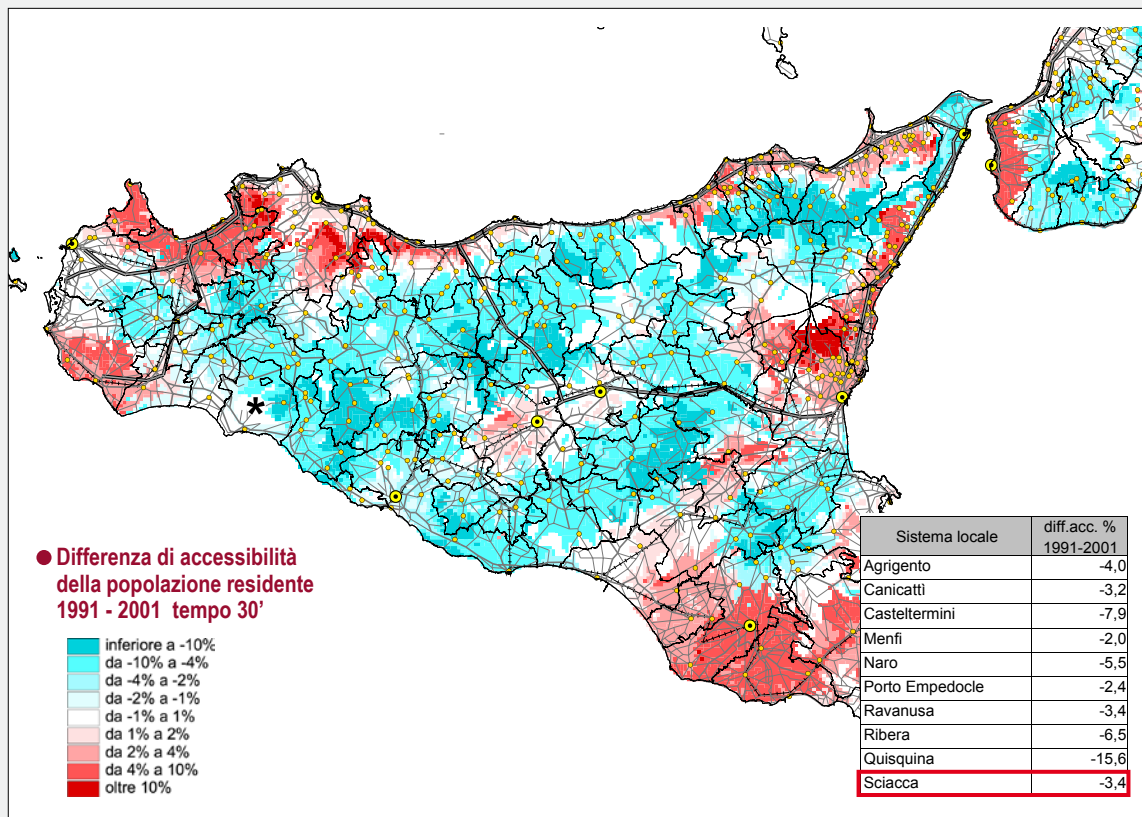 *
● Differenza di accessibilità
della popolazione residente
1991 - 2001 tempo 30’
inferiore a -10%
da -10% a -4%
da -4% a -2%
da -2% a -1%
da -1% a 1%
da 1% a 2%
da 2% a 4%
da 4% a 10%
oltre 10%
Sistema locale diff.acc. %
1991-2001
Agrigento -4,0
Canicattì -3,2
Casteltermini -7,9
Menfi -2,0
Naro -5,5
Porto Empedocle -2,4
Ravanusa -3,4
Ribera -6,5
Quisquina -15,6
Sciacca -3,4